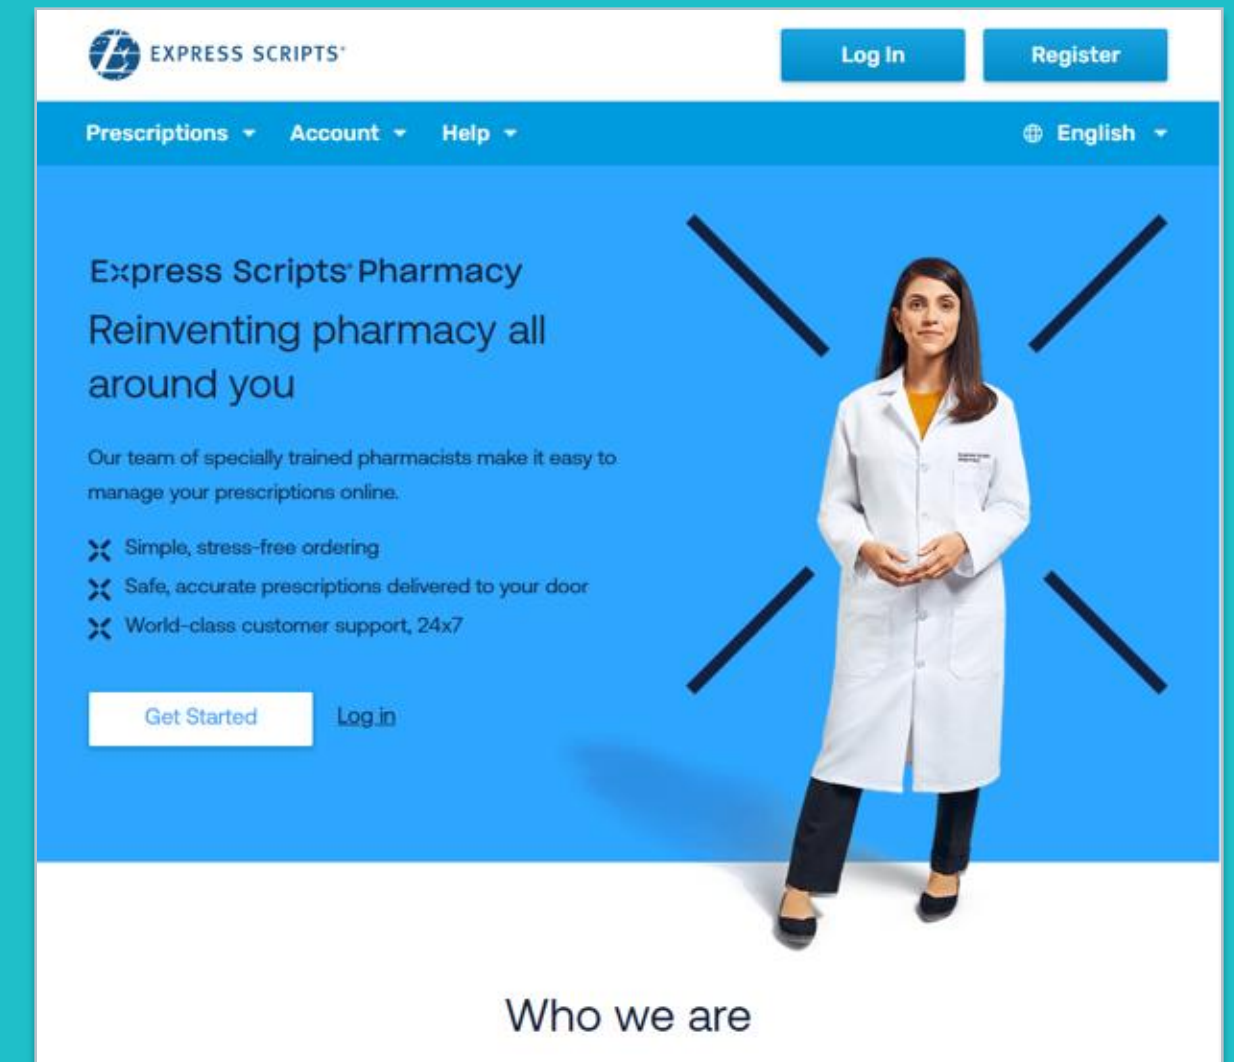 EXPRESS SCRIPTS®
Log In
Register
Prescriptions
Account
Help
English
Express Scripts® Pharmacy
Reinventing pharmacy all
around you
Our team of specially trained pharmacists make it easy to
manage your prescriptions online.
Simple, stress-free ordering
Safe, accurate prescriptions delivered to your door
World-class customer support, 24x7
Get Started
Log in
Who we are